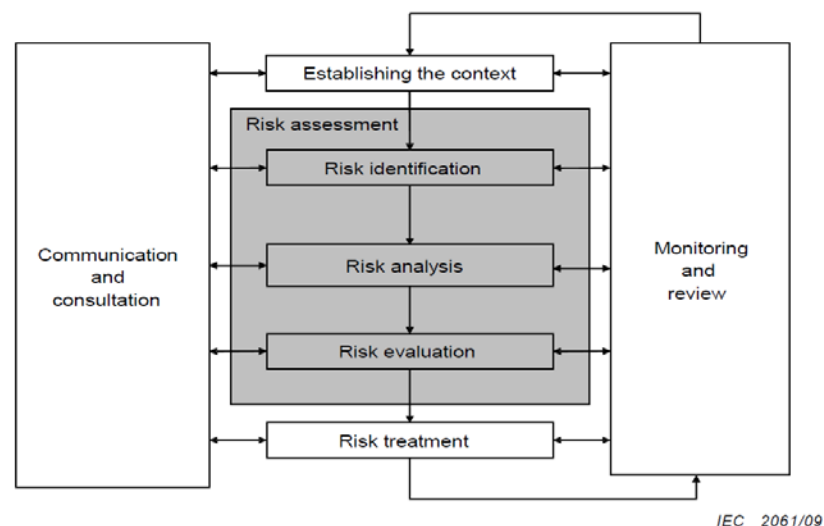 Establishing the context
Risk assessment
Risk identification
Risk analysis
Risk evaluation
Risk treatment
Communication
and
consultation
Monitoring
and
review
IEC 2061/09